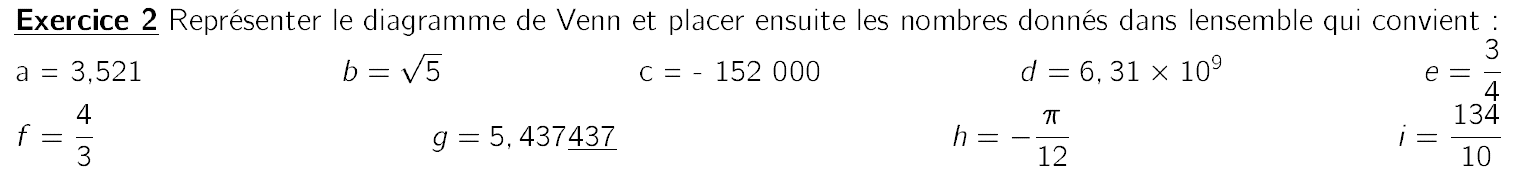 Exercice 2 Représenter le diagramme de Venn et placer ensuite les nombres donnés dans lensemble qui convient :
a = 3,521 b = √5 c = - 152 000 d = 6, 31 × 10⁹ e = 3/4
f = 4/3 g = 5, 437437 h = −π/12 i = 134/10